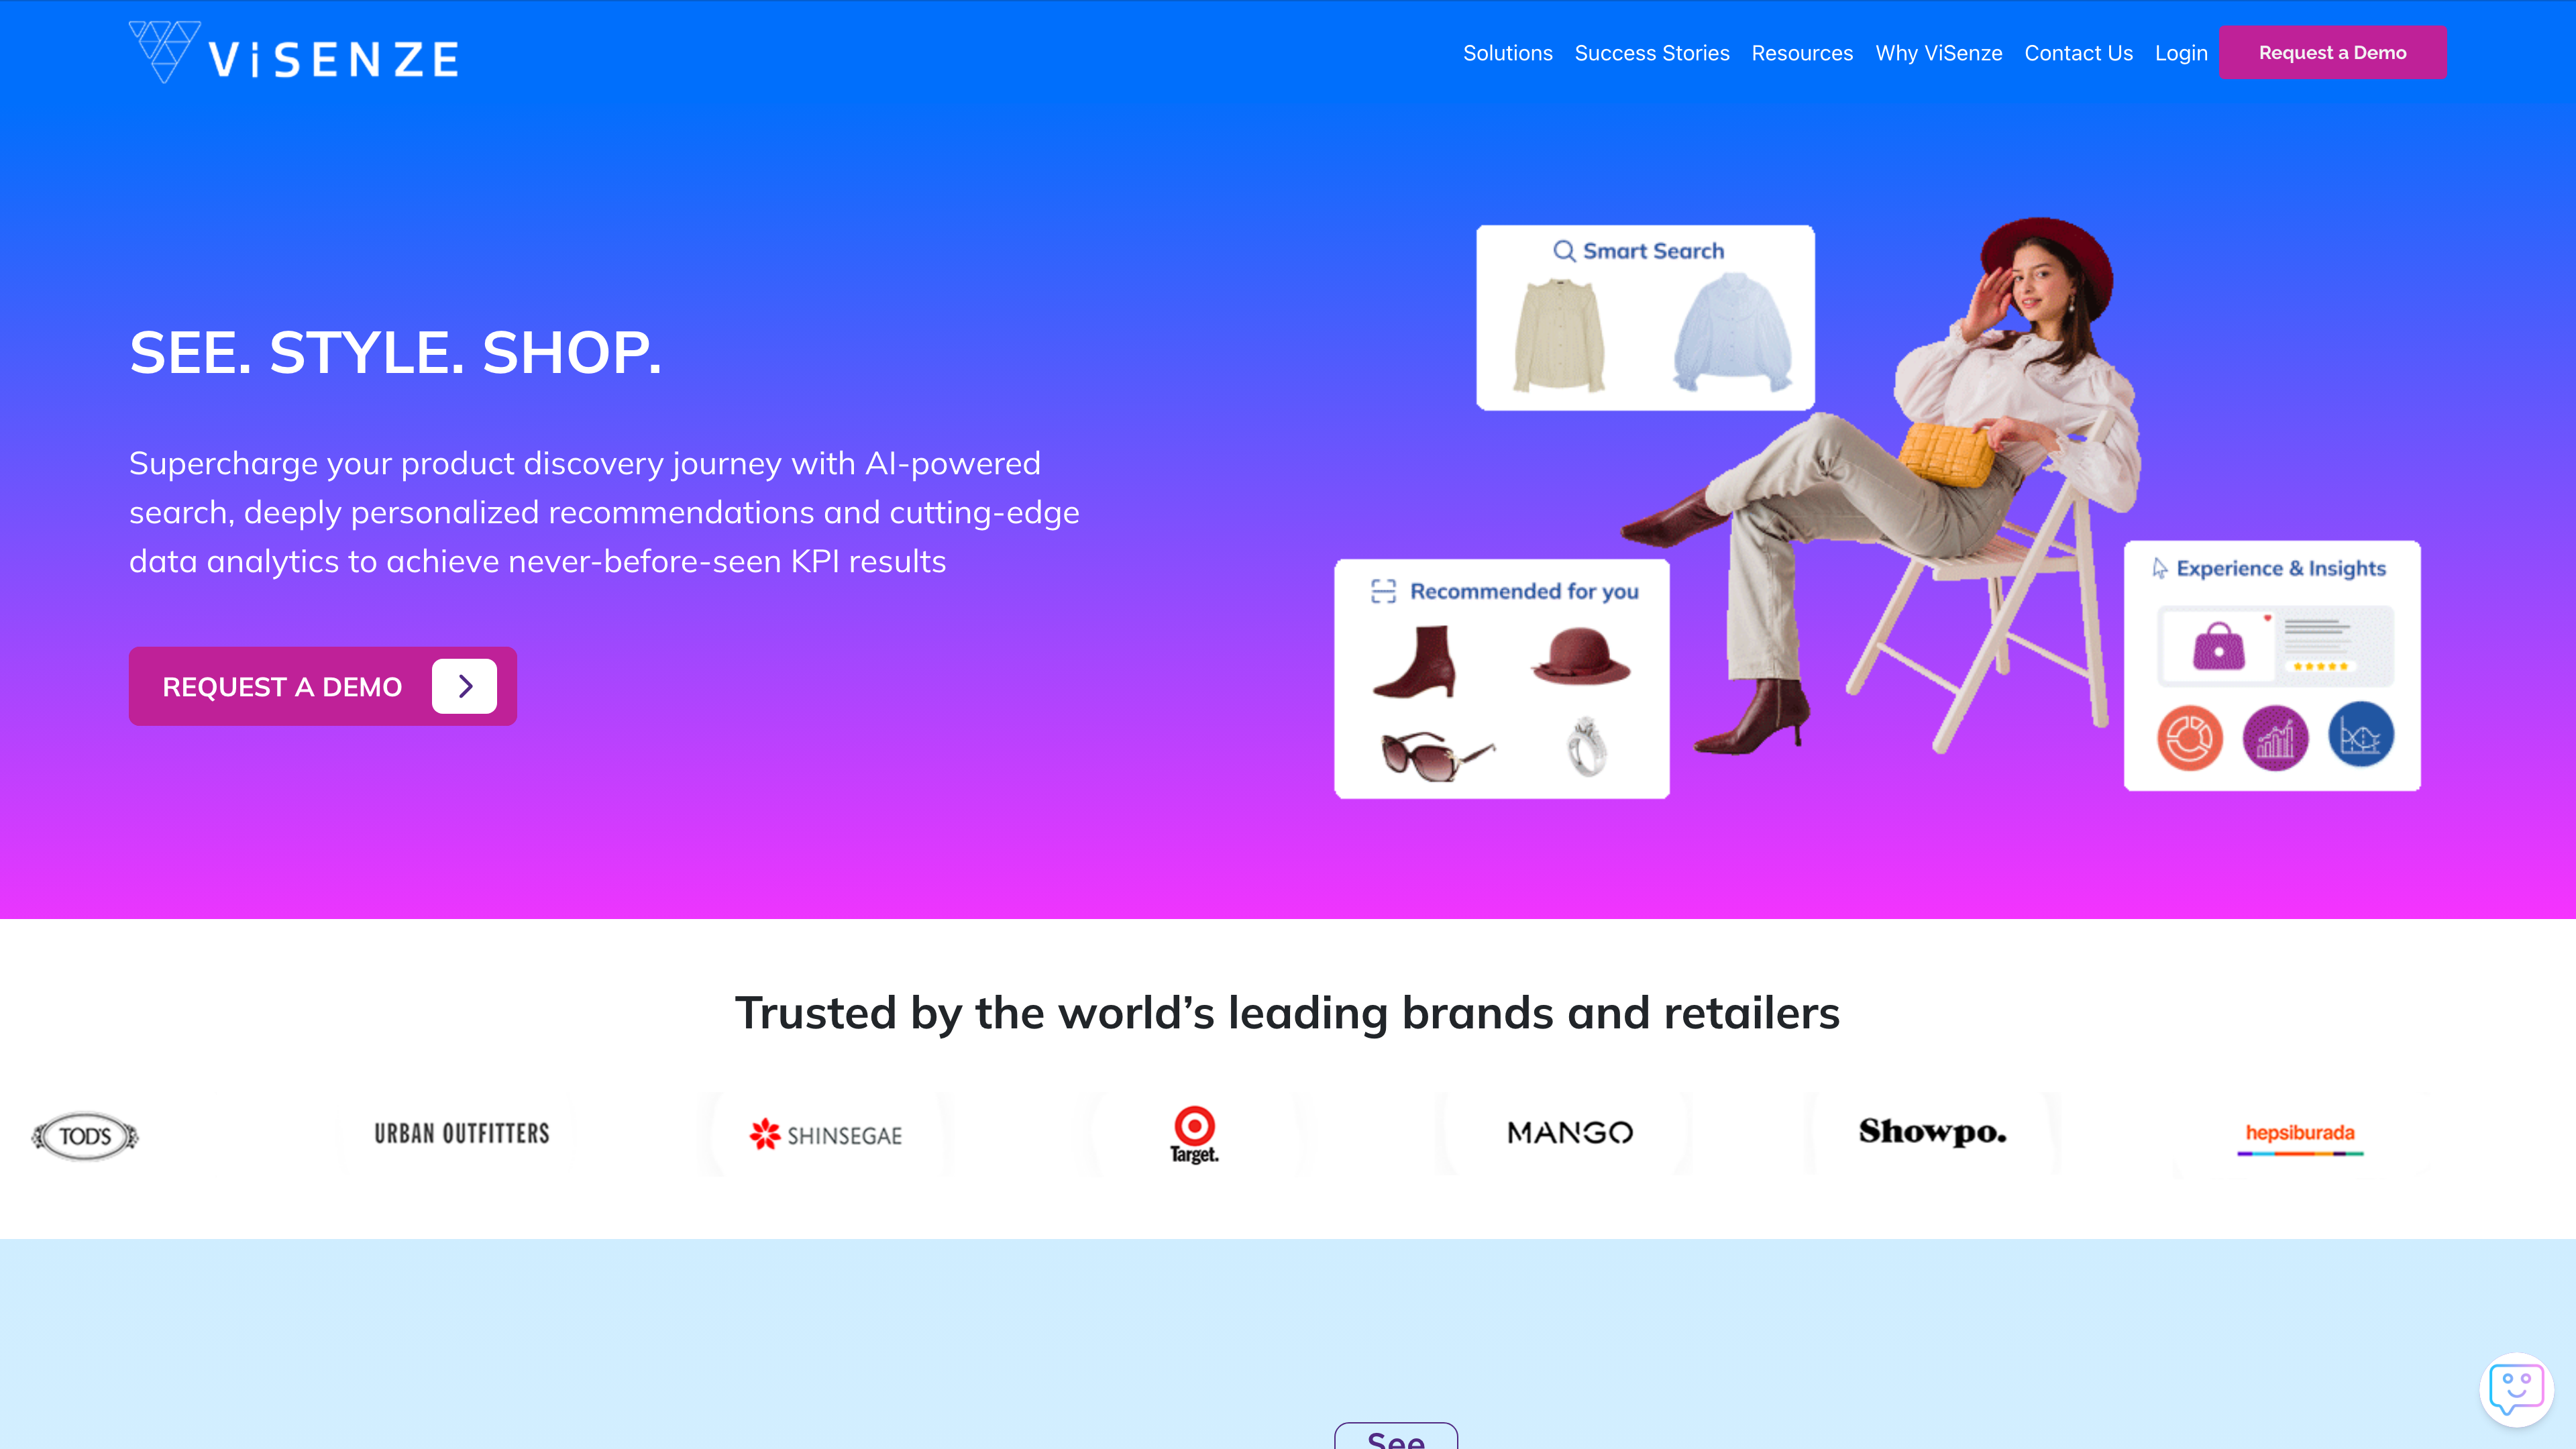 ViSENZE
Solutions Success Stories Resources Why ViSenze Contact Us Login Request a Demo
SEE. STYLE. SHOP.
Supercharge your product discovery journey with AI-powered
search, deeply personalized recommendations and cutting-edge
data analytics to achieve never-before-seen KPI results
REQUEST A DEMO
Smart Search
Recommended for you
Experience & Insights
Trusted by the world’s leading brands and retailers
TOD'S
URBAN OUTFITTERS
SHINSEGAE
Target.
MANGO
Showpo.
hepsiburada
See